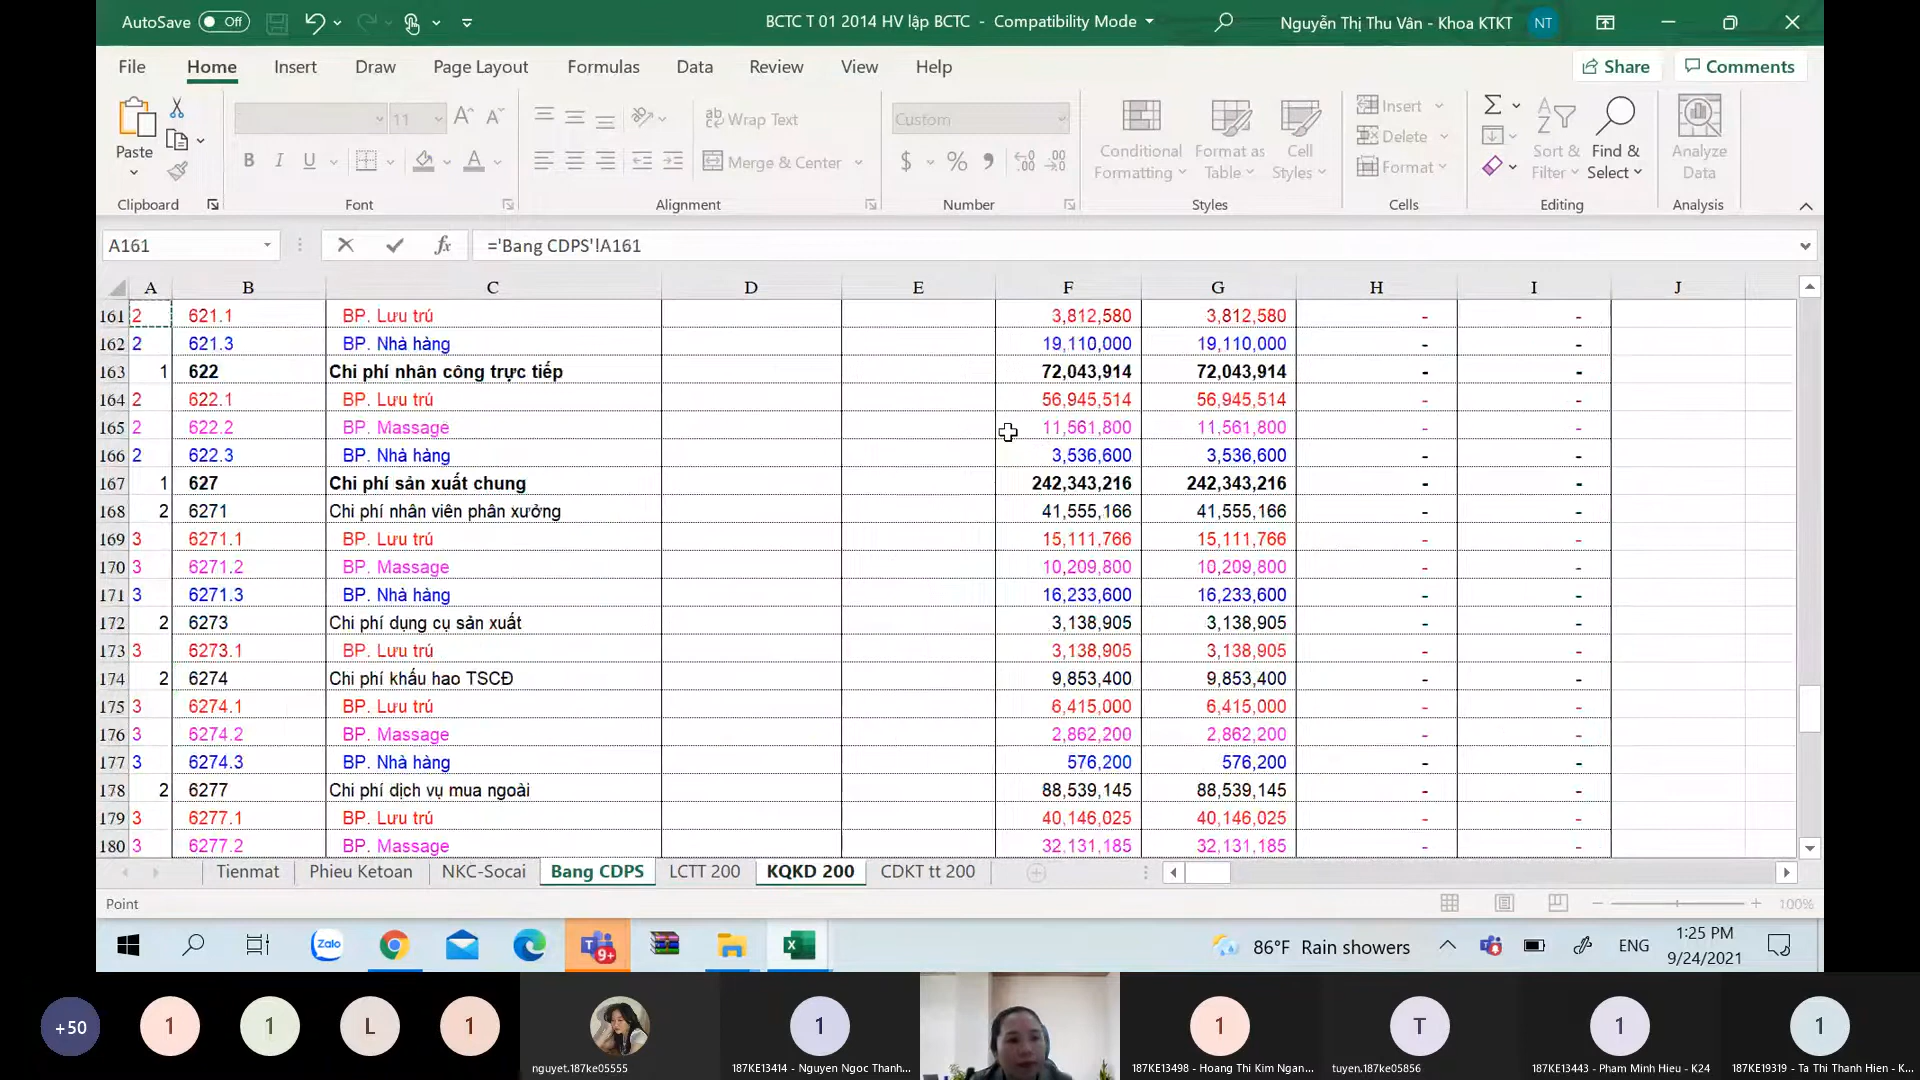 AutoSave Off BCTC T 01 2014 HV lập BCTC - Compatibility Mode Nguyễn Thị Thu Vân - Khoa KTKT NT
File Home Insert Draw Page Layout Formulas Data Review View Help Share Comments
Paste 11 Wrap Text Merge & Center Custom Conditional Formatting Format as Table Cell Styles Insert Delete Format Sort & Filter Find & Select Analyze Data
Clipboard Font Alignment Number Styles Cells Editing Analysis
A161 fx ='Bang CDPS'!A161
A B C D E F G H I J
161 2 621.1 BP. Lưu trú 3,812,580 3,812,580 - -
162 2 621.3 BP. Nhà hàng 19,110,000 19,110,000 - -
163 1 622 Chi phí nhân công trực tiếp 72,043,914 72,043,914 - -
164 2 622.1 BP. Lưu trú 56,945,514 56,945,514 - -
165 2 622.2 BP. Massage 11,561,800 11,561,800 - -
166 2 622.3 BP. Nhà hàng 3,536,600 3,536,600 - -
167 1 627 Chi phí sản xuất chung 242,343,216 242,343,216 - -
168 2 6271 Chi phí nhân viên phân xưởng 41,555,166 41,555,166 - -
169 3 6271.1 BP. Lưu trú 15,111,766 15,111,766 - -
170 3 6271.2 BP. Massage 10,209,800 10,209,800 - -
171 3 6271.3 BP. Nhà hàng 16,233,600 16,233,600 - -
172 2 6273 Chi phí dụng cụ sản xuất 3,138,905 3,138,905 - -
173 3 6273.1 BP. Lưu trú 3,138,905 3,138,905 - -
174 2 6274 Chi phí khấu hao TSCĐ 9,853,400 9,853,400 - -
175 3 6274.1 BP. Lưu trú 6,415,000 6,415,000 - -
176 3 6274.2 BP. Massage 2,862,200 2,862,200 - -
177 3 6274.3 BP. Nhà hàng 576,200 576,200 - -
178 2 6277 Chi phí dịch vụ mua ngoài 88,539,145 88,539,145 - -
179 3 6277.1 BP. Lưu trú 40,146,025 40,146,025 - -
180 3 6277.2 BP. Massage 32,131,185 32,131,185 - -
Tienmat Phieu Ketoan NKC-Socai Bang CDPS LCTT 200 KQKD 200 CDKT tt 200
Point 100%
Zalo 9+ 86°F Rain showers ENG 1:25 PM
9/24/2021
+50 1 1 L 1 1 1 T 1 1
nguyet.187ke05555 187KE13414 - Nguyen Ngoc Thanh... 187KE13498 - Hoang Thi Kim Ngan... tuyen.187ke05856 187KE13443 - Pham Minh Hieu - K24 187KE19319 - Ta Thi Thanh Hien - K...